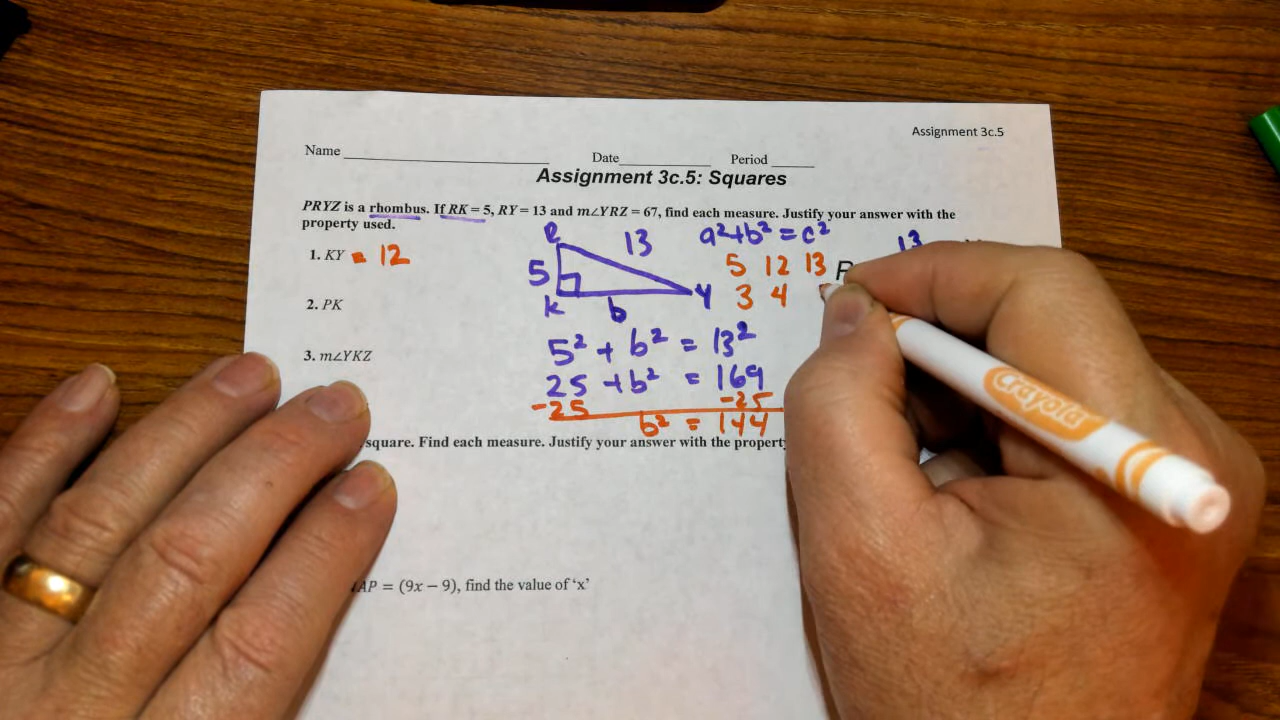 Assignment 3c.5
Name Date Period
Assignment 3c.5: Squares
PRYZ is a rhombus. If RK = 5, RY = 13 and m∠YRZ = 67, find each measure. Justify your answer with the
property used.
1. KY = 12
2. PK
3. m∠YKZ
R 13
5
K b Y
a²+b² = c²
5 12 13
3 4
5² + b² = 13²
25 + b² = 169
-25 -25
b² = 144
13
square. Find each measure. Justify your answer with the property
AP = (9x – 9), find the value of 'x'
Crayola